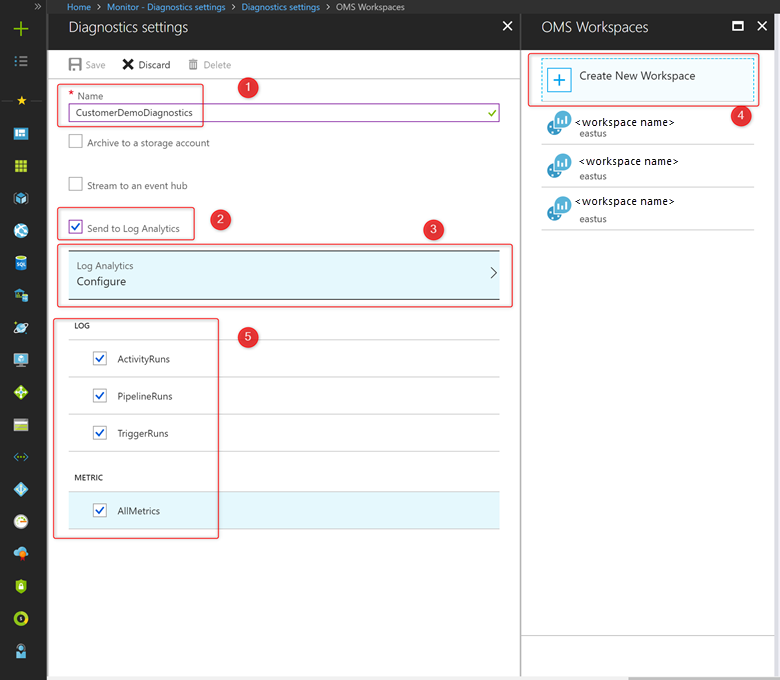 Home > Monitor - Diagnostics settings > Diagnostics settings > OMS Workspaces
Diagnostics settings
Save Discard Delete
1
* Name
CustomerDemoDiagnostics
Archive to a storage account
Stream to an event hub
2
Send to Log Analytics
3
Log Analytics
Configure
5
LOG
ActivityRuns
PipelineRuns
TriggerRuns
METRIC
AllMetrics
OMS Workspaces
Create New Workspace
4
<workspace name>
eastus
<workspace name>
eastus
<workspace name>
eastus
SQL